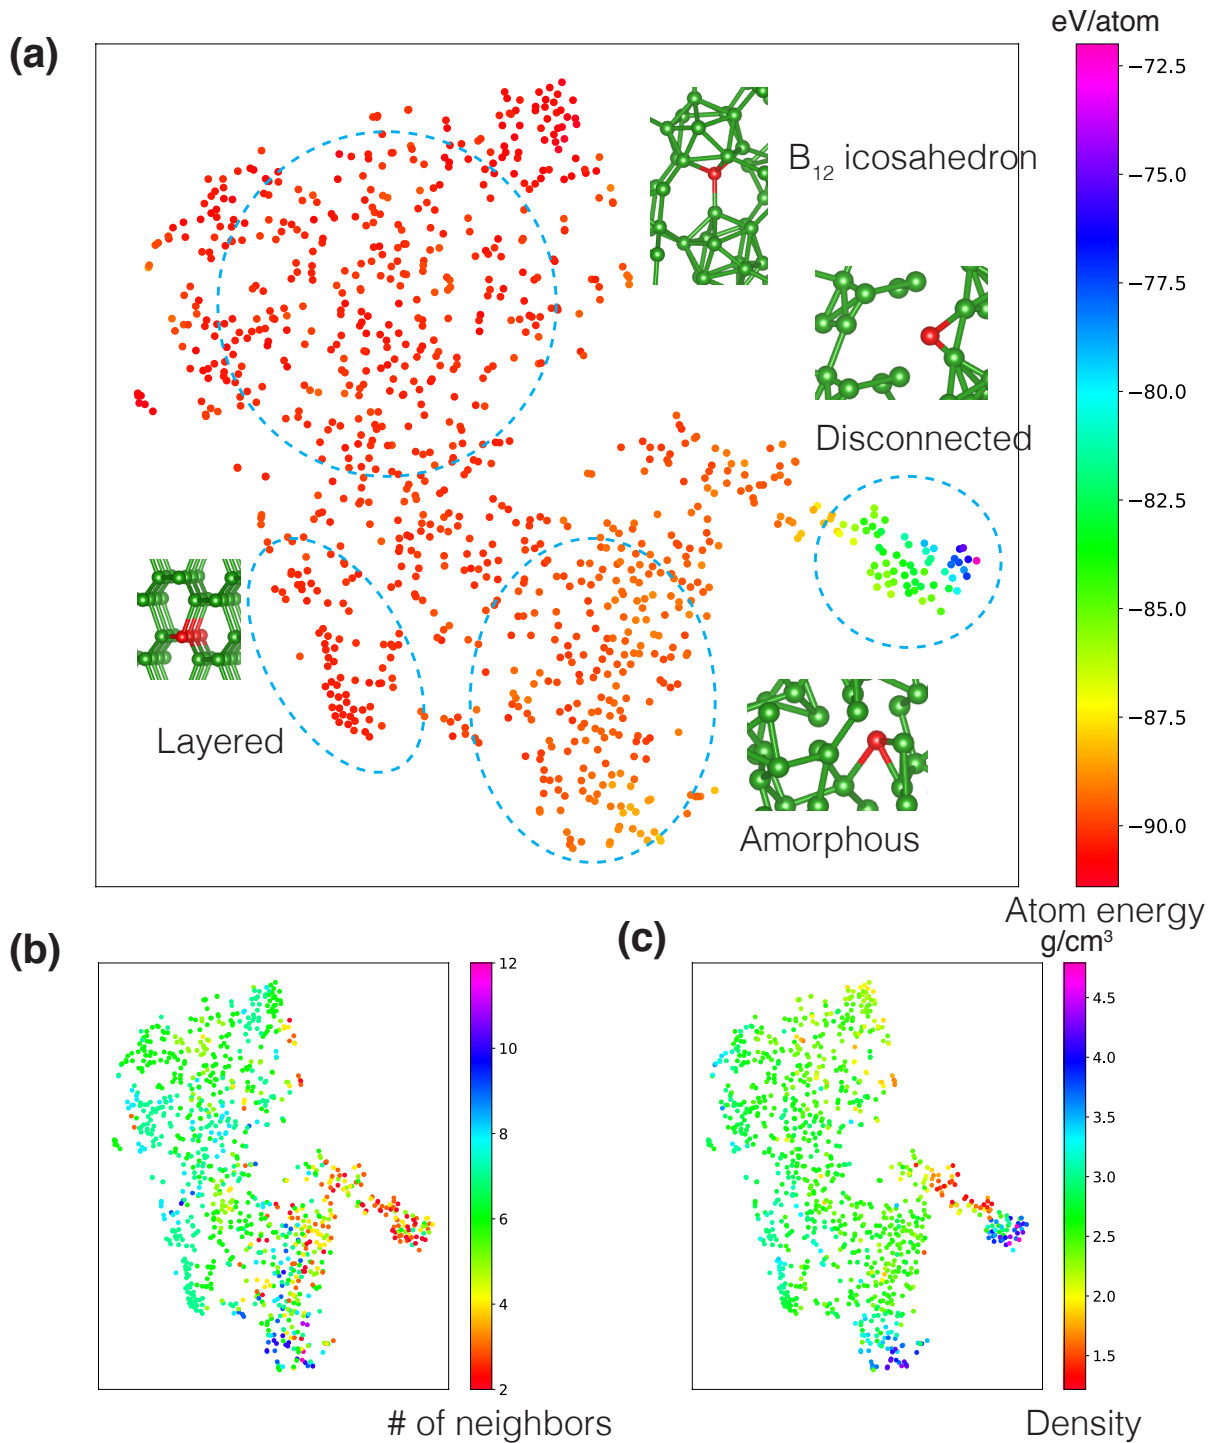 (a)
eV/atom
B₁₂ icosahedron
Disconnected
Layered
Amorphous
−72.5
−75.0
−77.5
−80.0
−82.5
−85.0
−87.5
−90.0
Atom energy
(b)
12
10
8
6
4
2
# of neighbors
(c)
g/cm³
4.5
4.0
3.5
3.0
2.5
2.0
1.5
Density